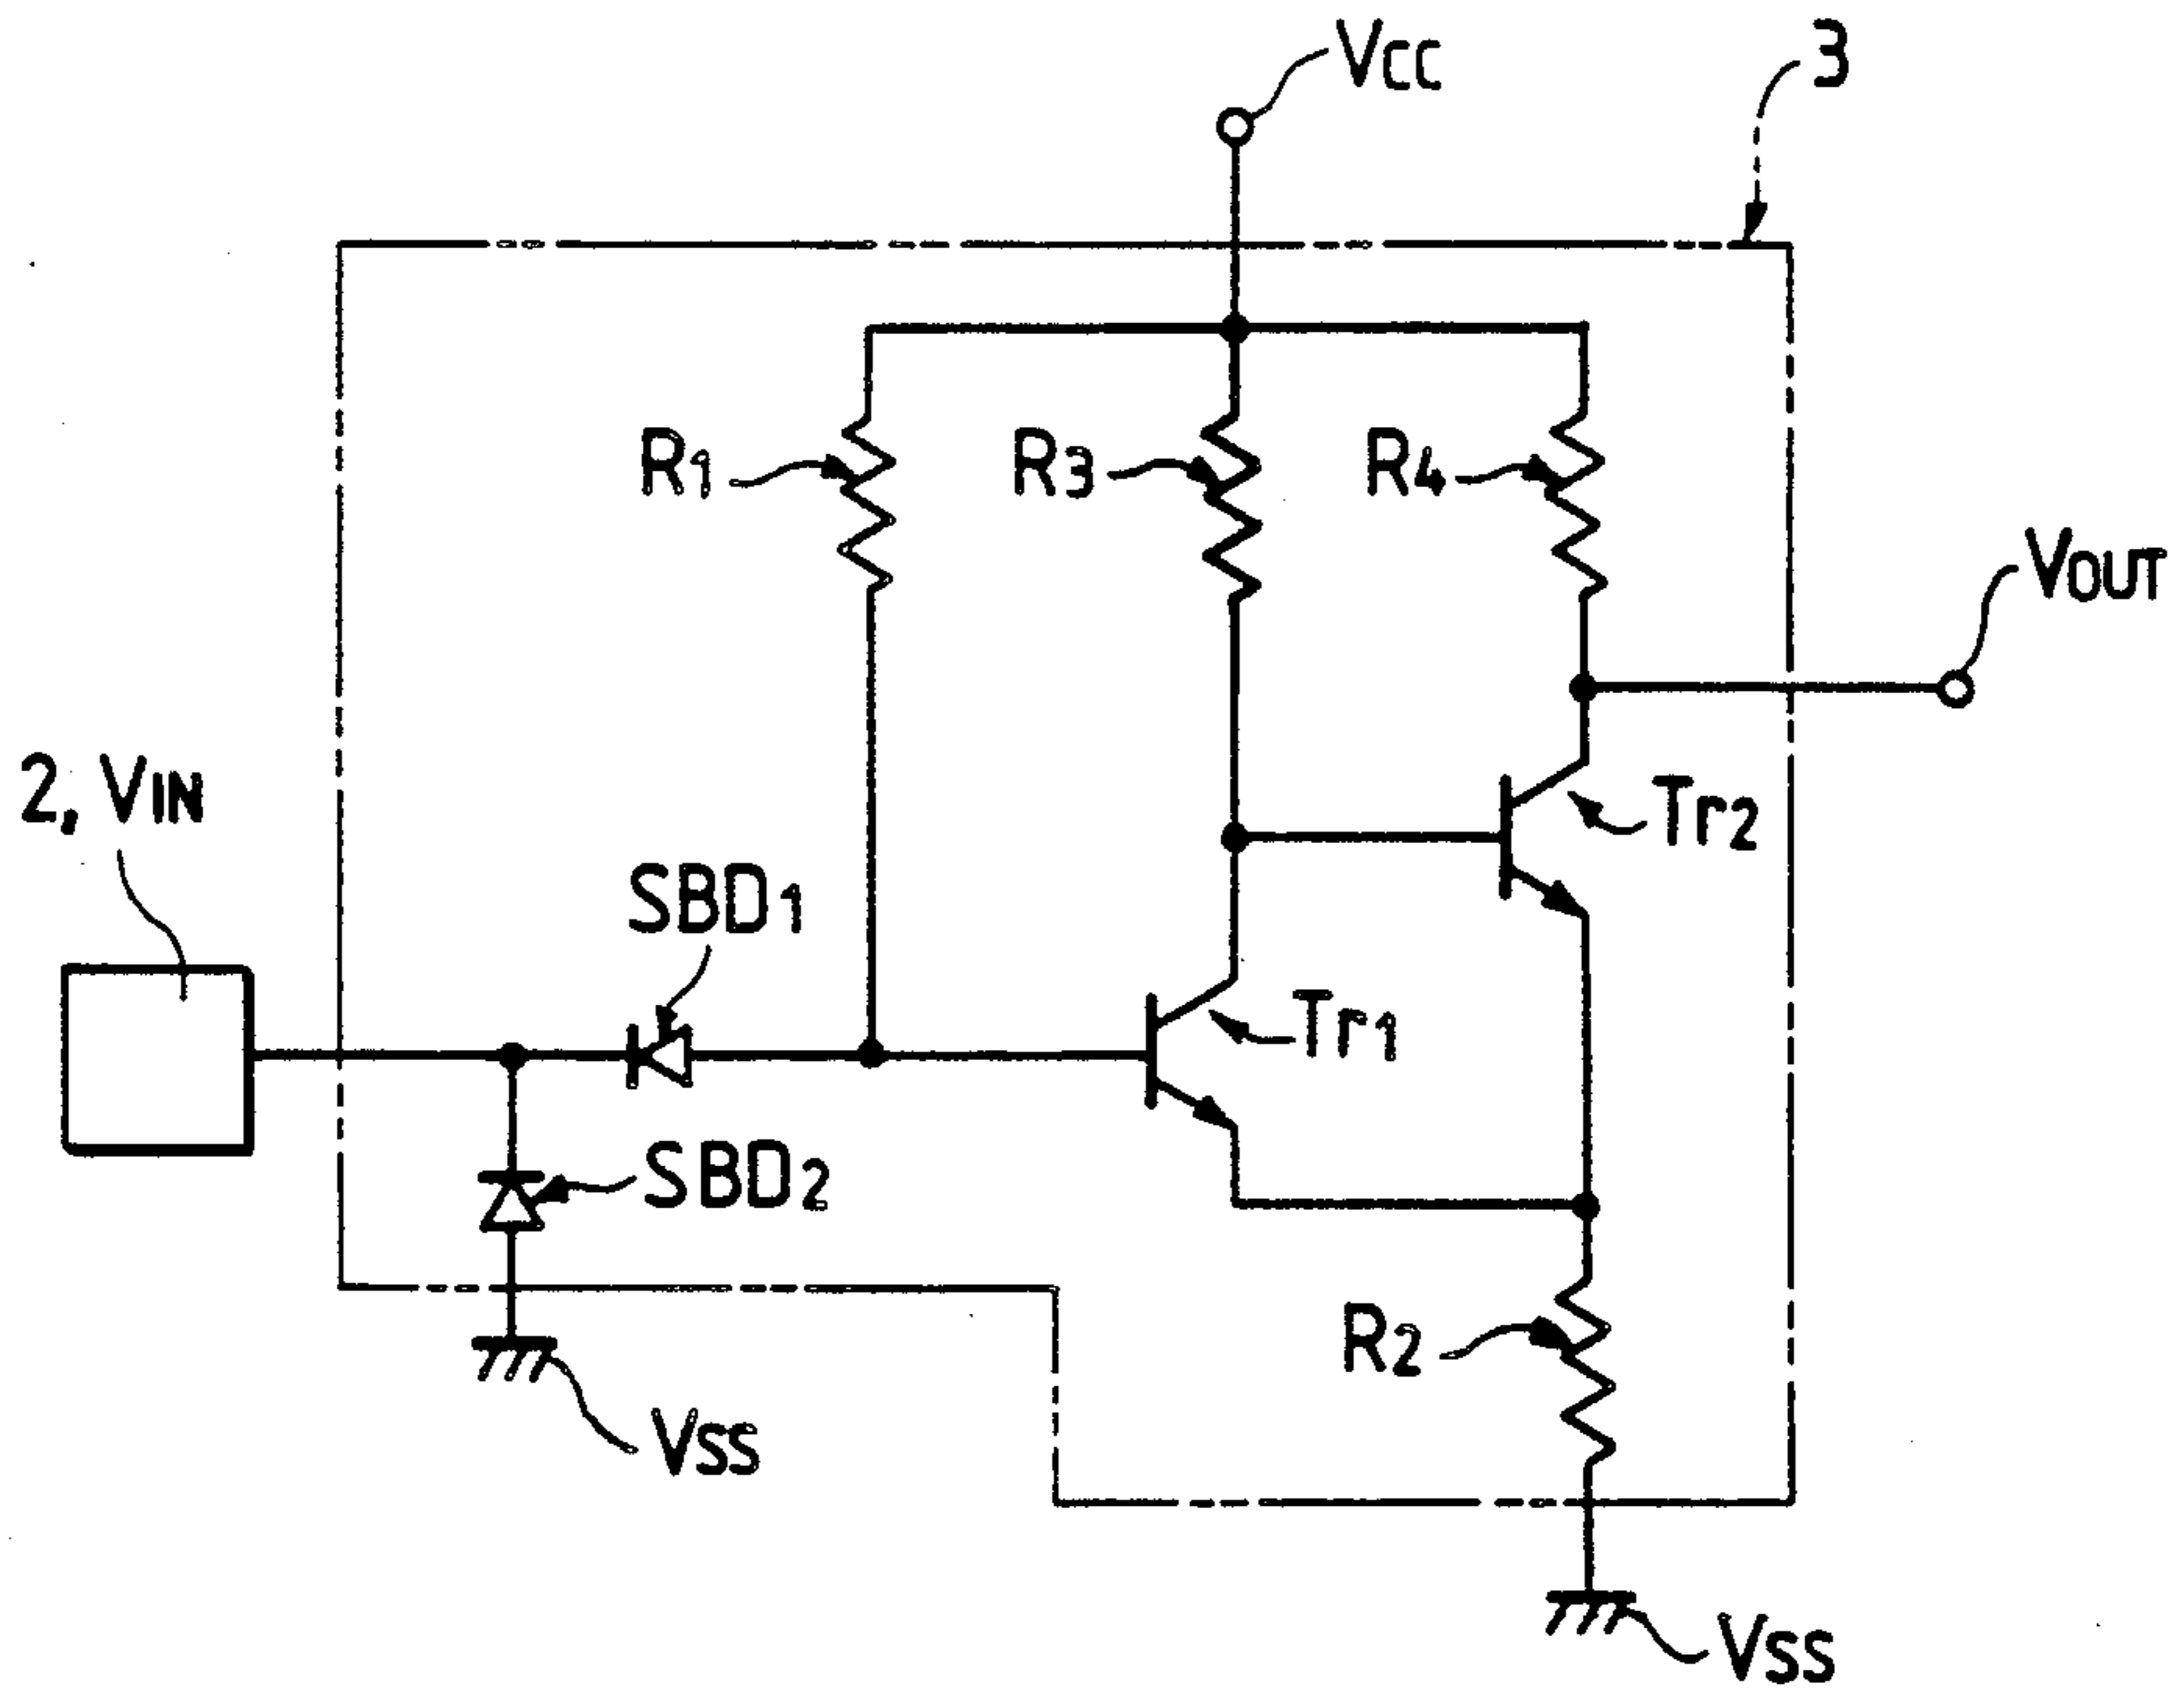 VCC
3
R1
R3
R4
VOUT
2, VIN
Tr2
SBD1
Tr1
SBD2
R2
VSS
VSS